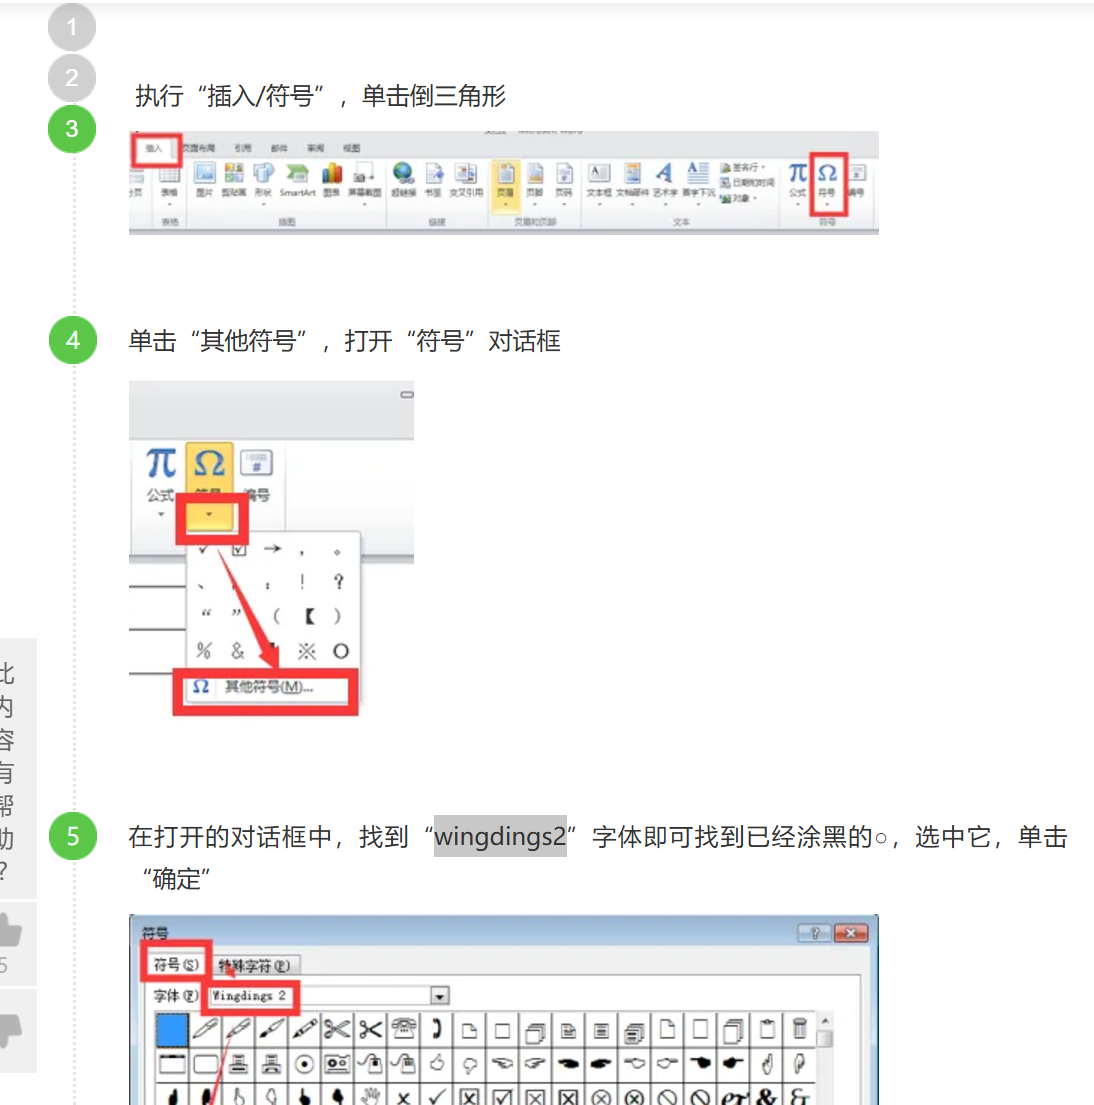 1
2
执行“插入/符号”，单击倒三角形
3
插入 页面布局 引用 邮件 审阅 视图
表格 图片 剪贴画 形状 SmartArt 图表 屏幕截图 超链接 书签 交叉引用 页眉 页脚 页码 文本框 文档部件 艺术字 首字下沉 签名行 日期和时间 对象 公式 符号 编号
表格 插图 链接 页眉和页脚 文本 符号
4
单击“其他符号”，打开“符号”对话框
π Ω #
公式 编号
✓ ☑ → , 。
、 : ! ?
“ ” ( 【 )
% & ※ O
Ω 其他符号(M)...
比
内
容
有
帮
助
?
5
5
在打开的对话框中，找到“wingdings2”字体即可找到已经涂黑的○，选中它，单击
“确定”
符号
符号(S) 特殊字符(P)
字体(F) Wingdings 2